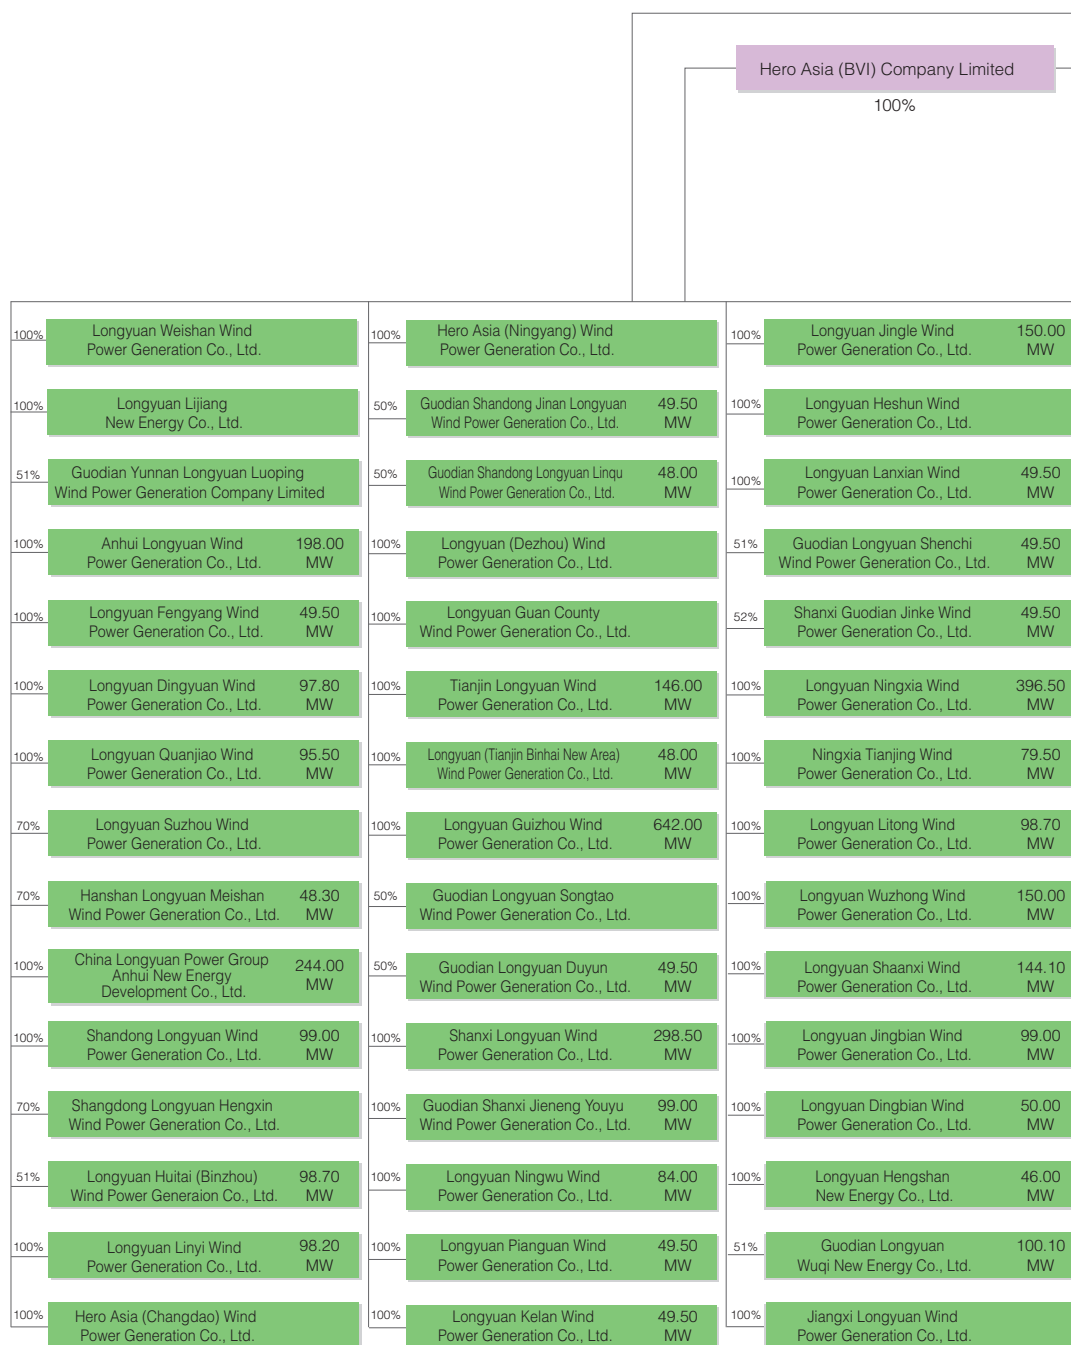 Hero Asia (BVI) Company Limited
100%
100%
Longyuan Weishan Wind
Power Generation Co., Ltd.
100%
Longyuan Lijiang
New Energy Co., Ltd.
51%
Guodian Yunnan Longyuan Luoping
Wind Power Generation Company Limited
100%
Anhui Longyuan Wind 198.00
Power Generation Co., Ltd. MW
100%
Longyuan Fengyang Wind 49.50
Power Generation Co., Ltd. MW
100%
Longyuan Dingyuan Wind 97.80
Power Generation Co., Ltd. MW
100%
Longyuan Quanjiao Wind 95.50
Power Generation Co., Ltd. MW
70%
Longyuan Suzhou Wind
Power Generation Co., Ltd.
70%
Hanshan Longyuan Meishan 48.30
Wind Power Generation Co., Ltd. MW
100%
China Longyuan Power Group 244.00
Anhui New Energy MW
Development Co., Ltd.
100%
Shandong Longyuan Wind 99.00
Power Generation Co., Ltd. MW
70%
Shangdong Longyuan Hengxin
Wind Power Generation Co., Ltd.
51%
Longyuan Huitai (Binzhou) 98.70
Wind Power Generaion Co., Ltd. MW
100%
Longyuan Linyi Wind 98.20
Power Generation Co., Ltd. MW
100%
Hero Asia (Changdao) Wind
Power Generation Co., Ltd.
100%
Hero Asia (Ningyang) Wind
Power Generation Co., Ltd.
50%
Guodian Shandong Jinan Longyuan 49.50
Wind Power Generation Co., Ltd. MW
50%
Guodian Shandong Longyuan Linqu 48.00
Wind Power Generation Co., Ltd. MW
100%
Longyuan (Dezhou) Wind
Power Generation Co., Ltd.
100%
Longyuan Guan County
Wind Power Generation Co., Ltd.
100%
Tianjin Longyuan Wind 146.00
Power Generation Co., Ltd. MW
100%
Longyuan (Tianjin Binhai New Area) 48.00
Wind Power Generation Co., Ltd. MW
100%
Longyuan Guizhou Wind 642.00
Power Generation Co., Ltd. MW
50%
Guodian Longyuan Songtao
Wind Power Generation Co., Ltd.
50%
Guodian Longyuan Duyun 49.50
Wind Power Generation Co., Ltd. MW
100%
Shanxi Longyuan Wind 298.50
Power Generation Co., Ltd. MW
100%
Guodian Shanxi Jieneng Youyu 99.00
Wind Power Generation Co., Ltd. MW
100%
Longyuan Ningwu Wind 84.00
Power Generation Co., Ltd. MW
100%
Longyuan Pianguan Wind 49.50
Power Generation Co., Ltd. MW
100%
Longyuan Kelan Wind 49.50
Power Generation Co., Ltd. MW
100%
Longyuan Jingle Wind 150.00
Power Generation Co., Ltd. MW
100%
Longyuan Heshun Wind
Power Generation Co., Ltd.
100%
Longyuan Lanxian Wind 49.50
Power Generation Co., Ltd. MW
51%
Guodian Longyuan Shenchi 49.50
Wind Power Generation Co., Ltd. MW
52%
Shanxi Guodian Jinke Wind 49.50
Power Generation Co., Ltd. MW
100%
Longyuan Ningxia Wind 396.50
Power Generation Co., Ltd. MW
100%
Ningxia Tianjing Wind 79.50
Power Generation Co., Ltd. MW
100%
Longyuan Litong Wind 98.70
Power Generation Co., Ltd. MW
100%
Longyuan Wuzhong Wind 150.00
Power Generation Co., Ltd. MW
100%
Longyuan Shaanxi Wind 144.10
Power Generation Co., Ltd. MW
100%
Longyuan Jingbian Wind 99.00
Power Generation Co., Ltd. MW
100%
Longyuan Dingbian Wind 50.00
Power Generation Co., Ltd. MW
100%
Longyuan Hengshan 46.00
New Energy Co., Ltd. MW
51%
Guodian Longyuan 100.10
Wuqi New Energy Co., Ltd. MW
100%
Jiangxi Longyuan Wind
Power Generation Co., Ltd.